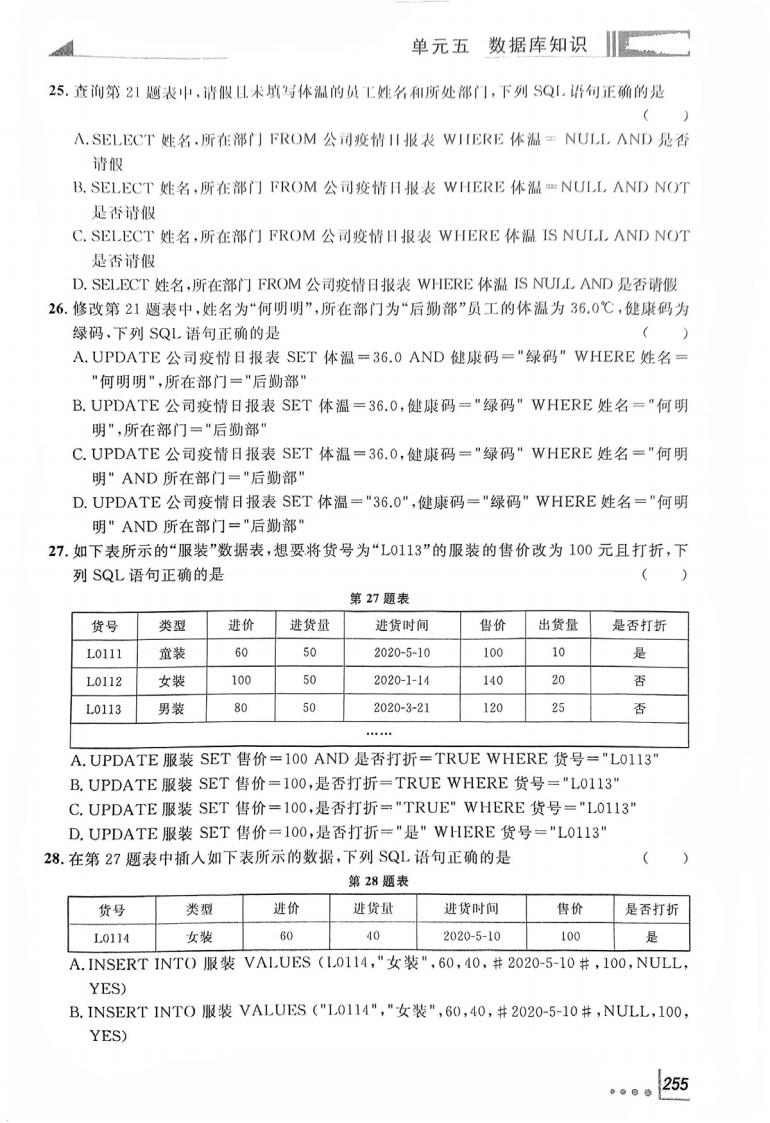 单元五 数据库知识
25. 查询第 21 题表中,请假且未填写体温的员工姓名和所处部门,下列 SQL 语句正确的是
( )
A. SELECT 姓名,所在部门 FROM 公司疫情日报表 WHERE 体温 = NULL AND 是否
请假
B. SELECT 姓名,所在部门 FROM 公司疫情日报表 WHERE 体温=NULL AND NOT
是否请假
C. SELECT 姓名,所在部门 FROM 公司疫情日报表 WHERE 体温 IS NULL AND NOT
是否请假
D. SELECT 姓名,所在部门 FROM 公司疫情日报表 WHERE 体温 IS NULL AND 是否请假
26. 修改第 21 题表中,姓名为“何明明”,所在部门为“后勤部”员工的体温为 36.0℃,健康码为
绿码,下列 SQL 语句正确的是 ( )
A. UPDATE 公司疫情日报表 SET 体温=36.0 AND 健康码="绿码" WHERE 姓名=
"何明明",所在部门="后勤部"
B. UPDATE 公司疫情日报表 SET 体温=36.0,健康码="绿码" WHERE 姓名="何明
明",所在部门="后勤部"
C. UPDATE 公司疫情日报表 SET 体温=36.0,健康码="绿码" WHERE 姓名="何明
明" AND 所在部门="后勤部"
D. UPDATE 公司疫情日报表 SET 体温="36.0",健康码="绿码" WHERE 姓名="何明
明" AND 所在部门="后勤部"
27. 如下表所示的“服装”数据表,想要将货号为“L0113”的服装的售价改为 100 元且打折,下
列 SQL 语句正确的是 ( )
第 27 题表
货号 类型 进价 进货量 进货时间 售价 出货量 是否打折
L0111 童装 60 50 2020-5-10 100 10 是
L0112 女装 100 50 2020-1-14 140 20 否
L0113 男装 80 50 2020-3-21 120 25 否
……
A. UPDATE 服装 SET 售价=100 AND 是否打折=TRUE WHERE 货号="L0113"
B. UPDATE 服装 SET 售价=100,是否打折=TRUE WHERE 货号="L0113"
C. UPDATE 服装 SET 售价=100,是否打折="TRUE" WHERE 货号="L0113"
D. UPDATE 服装 SET 售价=100,是否打折="是" WHERE 货号="L0113"
28. 在第 27 题表中插入如下表所示的数据,下列 SQL 语句正确的是 ( )
第 28 题表
货号 类型 进价 进货量 进货时间 售价 是否打折
L0114 女装 60 40 2020-5-10 100 是
A. INSERT INTO 服装 VALUES (L0114,"女装",60,40,#2020-5-10#,100,NULL,
YES)
B. INSERT INTO 服装 VALUES ("L0114","女装",60,40,#2020-5-10#,NULL,100,
YES)
255